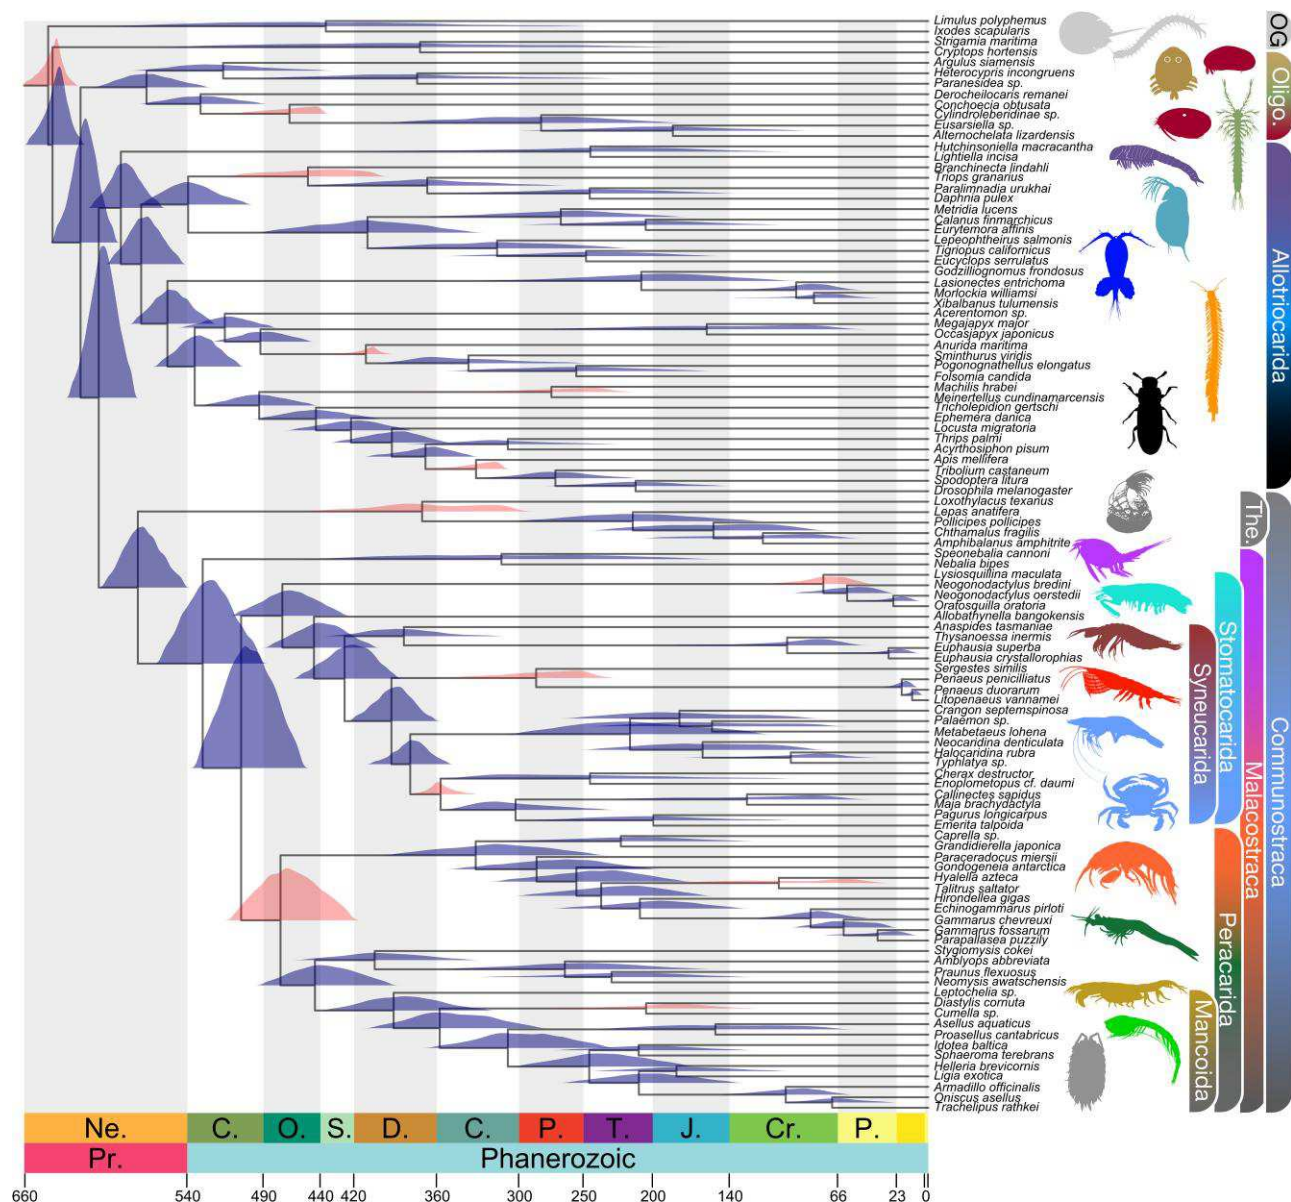 Limulus polyphemus
Ixodes scapularis
Strigamia maritima
Cryptops hortensis
Argulus siamensis
Heterocypris incongruens
Paranesidea sp.
Derocheilocaris remanei
Conchoecia obtusata
Cylindroleberidinae sp.
Eusarsiella sp.
Alternochelata lizardensis
Hutchinsoniella macracantha
Lightiella incisa
Branchinecta lindahli
Triops granarius
Paralimnadia urukhai
Daphnia pulex
Metridia lucens
Calanus finmarchicus
Eurytemora affinis
Lepeophtheirus salmonis
Tigriopus californicus
Eucyclops serrulatus
Godzilliognomus frondosus
Lasionectes entrichoma
Morlockia williamsi
Xibalbanus tulumensis
Acerentomon sp.
Megajapyx major
Occasjapyx japonicus
Anurida maritima
Sminthurus viridis
Pogonognathellus elongatus
Folsomia candida
Machilis hrabei
Meinertellus cundinamarcensis
Tricholepidion gertschi
Ephemera danica
Locusta migratoria
Thrips palmi
Acyrthosiphon pisum
Apis mellifera
Tribolium castaneum
Spodoptera litura
Drosophila melanogaster
Loxothylacus texanus
Lepas anatifera
Pollicipes pollicipes
Chthamalus fragilis
Amphibalanus amphitrite
Speonebalia cannoni
Nebalia bipes
Lysiosquillina maculata
Neogonodactylus bredini
Neogonodactylus oerstedii
Oratosquilla oratoria
Allobathynella bangokensis
Anaspides tasmaniae
Thysanoessa inermis
Euphausia superba
Euphausia crystallorophias
Sergestes similis
Penaeus penicilliatus
Penaeus duorarum
Litopenaeus vannamei
Crangon septemspinosa
Palaemon sp.
Metabetaeus lohena
Neocaridina denticulata
Halocaridina rubra
Typhlatya sp.
Cherax destructor
Enoplometopus cf. daumi
Callinectes sapidus
Maja brachydactyla
Pagurus longicarpus
Emerita talpoida
Caprella sp.
Grandidierella japonica
Paraceradocus miersii
Gondogeneia antarctica
Hyalella azteca
Talitrus saltator
Hirondellea gigas
Echinogammarus pirloti
Gammarus chevreuxi
Gammarus fossarum
Parapallasea puzzily
Stygiomysis cokei
Amblyops abbreviata
Praunus flexuosus
Neomysis awatschensis
Leptochelia sp.
Diastylis cornuta
Cumella sp.
Asellus aquaticus
Proasellus cantabricus
Idotea baltica
Sphaeroma terebrans
Helleria brevicornis
Ligia exotica
Armadillo officinalis
Oniscus asellus
Trachelipus rathkei
OG
Oligo.
Allotriocarida
The.
Communostraca
Malacostraca
Stomatocarida
Syneucarida
Peracarida
Mancoida
Ne. C. O. S. D. C. P. T. J. Cr. P.
Pr. Phanerozoic
660 540 490 440 420 360 300 250 200 140 66 23 0